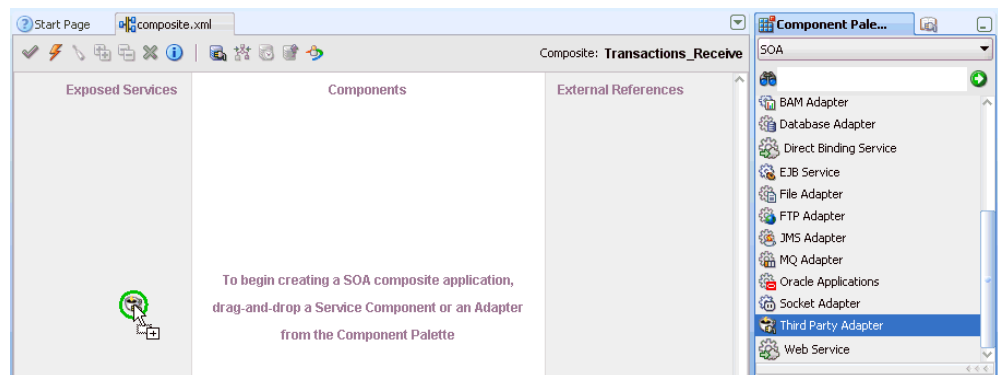 Start Page
composite.xml
Composite: Transactions_Receive
Exposed Services
Components
External References
To begin creating a SOA composite application,
drag-and-drop a Service Component or an Adapter
from the Component Palette
Component Pale...
SOA
BAM Adapter
Database Adapter
Direct Binding Service
EJB Service
File Adapter
FTP Adapter
JMS Adapter
MQ Adapter
Oracle Applications
Socket Adapter
Third Party Adapter
Web Service